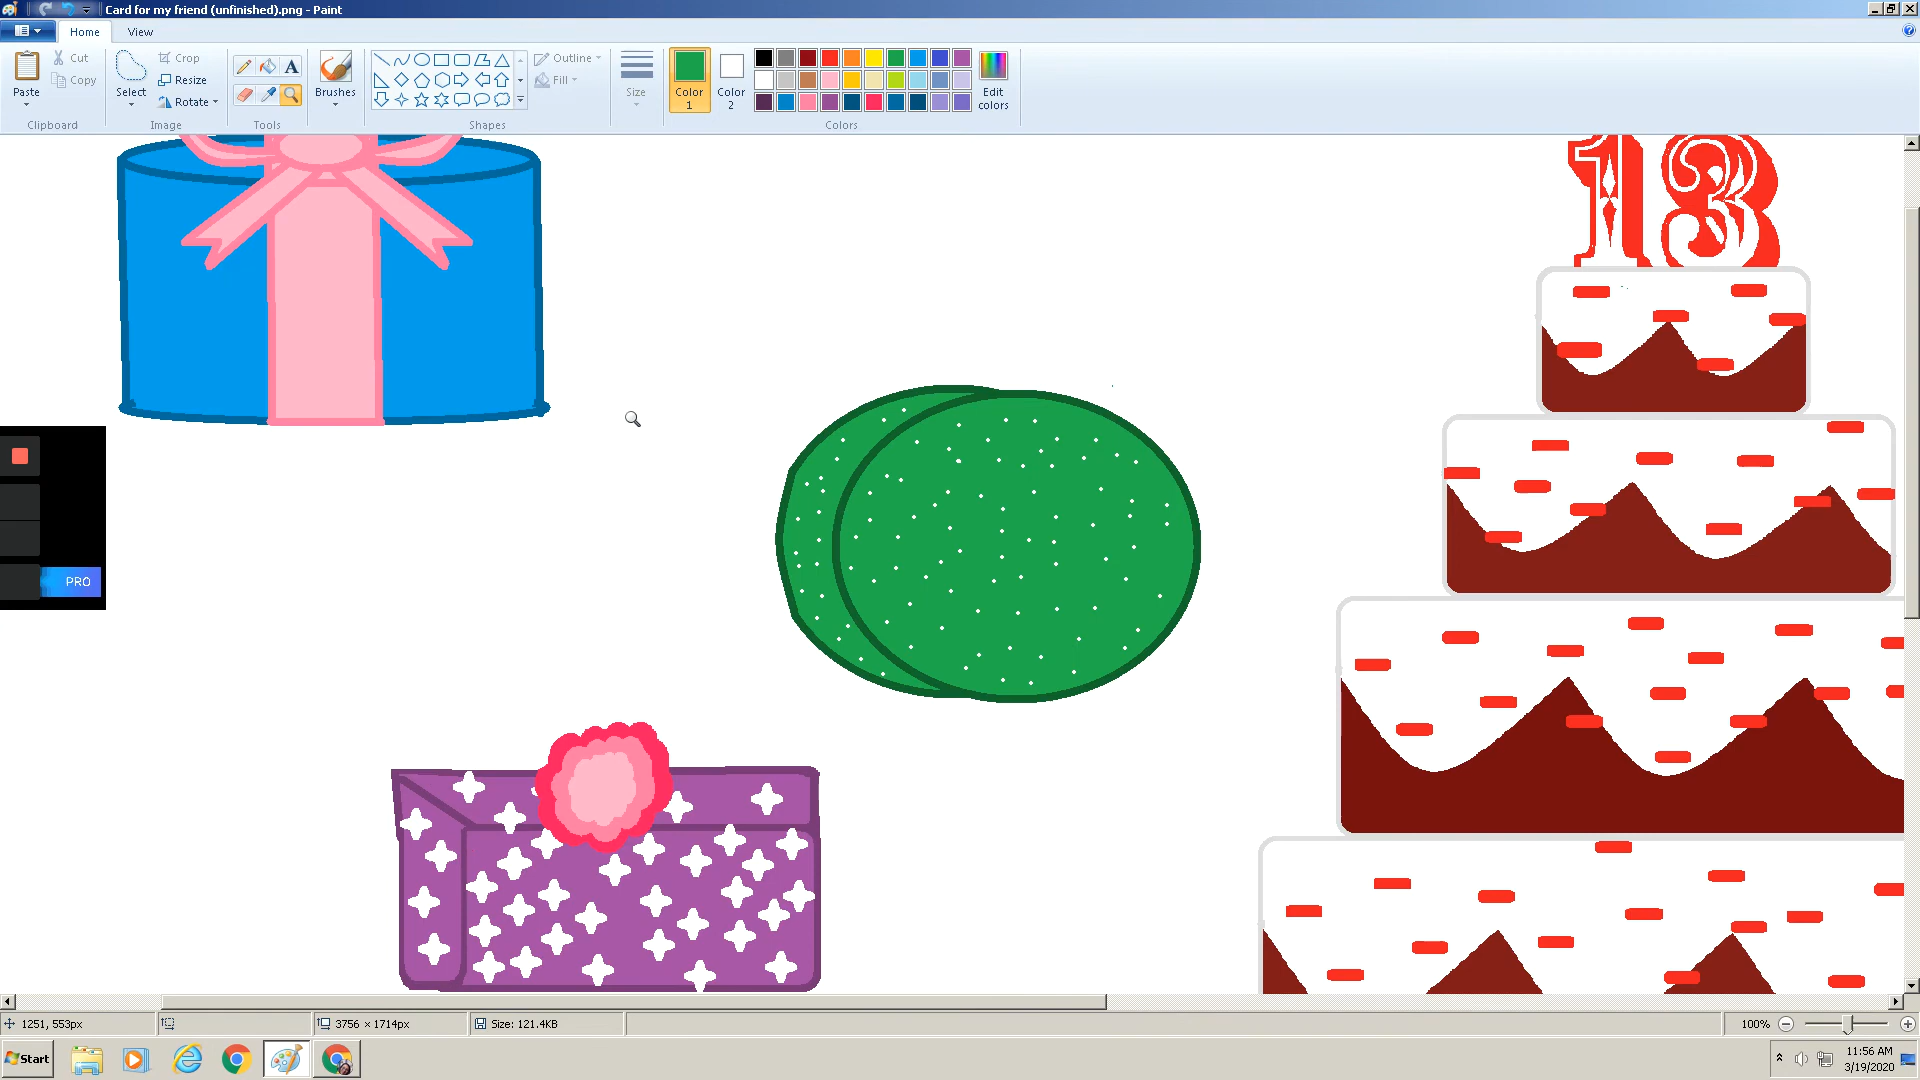 Card for my friend (unfinished).png - Paint
Home View
Paste
Cut
Copy
Clipboard
Select
Crop
Resize
Rotate
Image
A
Tools
Brushes
Shapes
Outline
Fill
Size
Color 1
Color 2
Edit colors
Colors
13
PRO
1251, 553px
3756 × 1714px
Size: 121.4KB
100%
Start
11:56 AM
3/19/2020